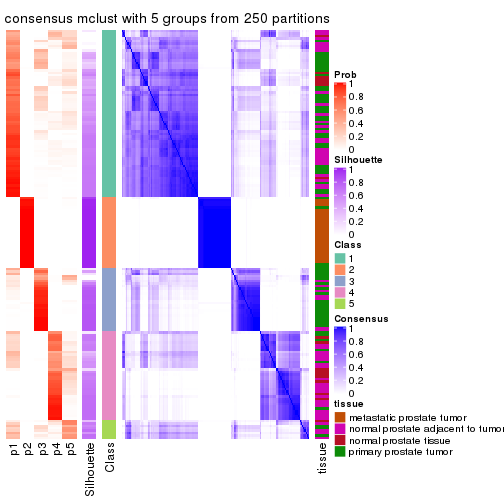 consensus mclust with 5 groups from 250 partitions
Prob
1
0.8
0.6
0.4
0.2
0
Silhouette
1
0.8
0.6
0.4
0.2
0
Class
1
2
3
4
5
Consensus
1
0.8
0.6
0.4
0.2
0
tissue
metastatic prostate tumor
normal prostate adjacent to tumor
normal prostate tissue
primary prostate tumor
p1
p2
p3
p4
p5
Silhouette
Class
tissue